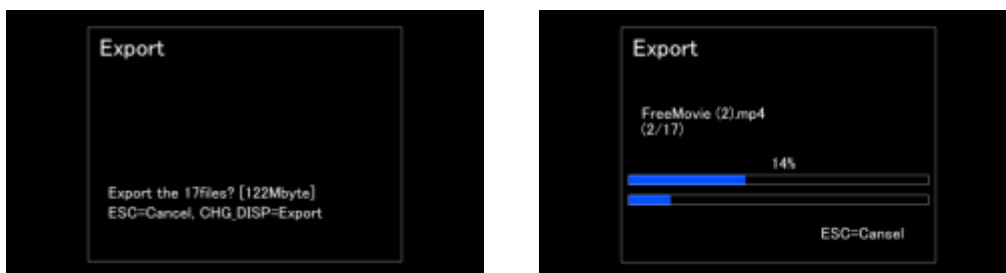 Export
Export the 17files? [122Mbyte]
ESC=Cancel, CHG_DISP=Export
Export
FreeMovie (2).mp4
(2/17)
14%
ESC=Cansel